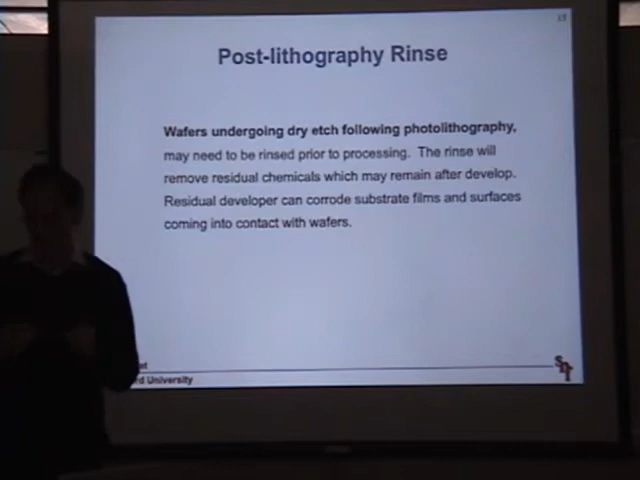 15
Post-lithography Rinse
Wafers undergoing dry etch following photolithography,
may need to be rinsed prior to processing. The rinse will
remove residual chemicals which may remain after develop.
Residual developer can corrode substrate films and surfaces
coming into contact with wafers.
University